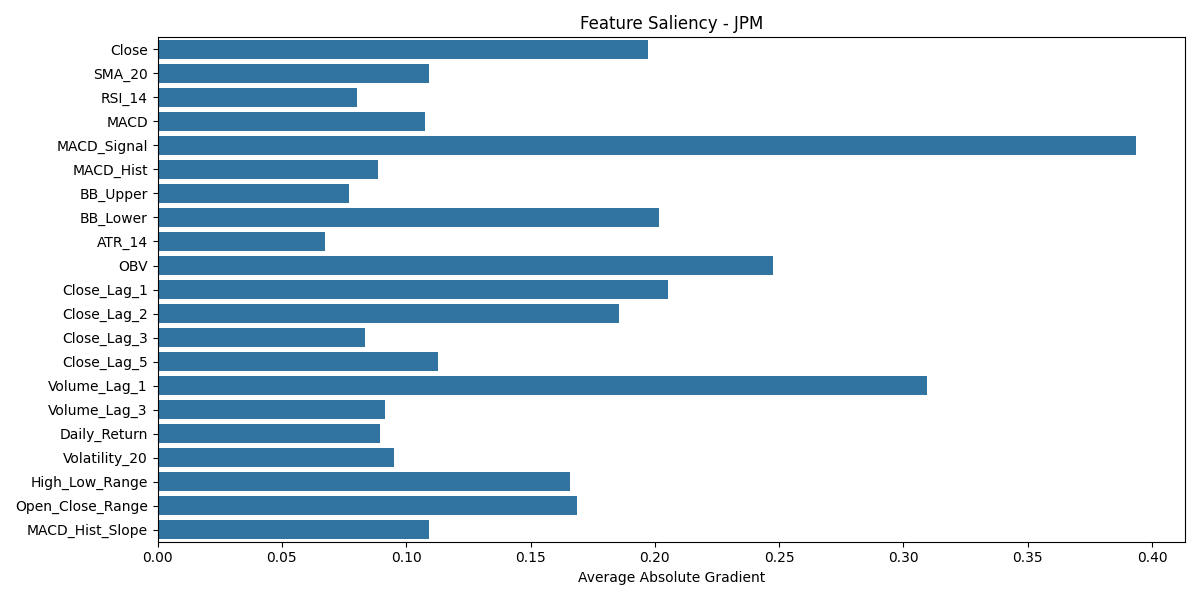 Feature Saliency - JPM
Close
SMA_20
RSI_14
MACD
MACD_Signal
MACD_Hist
BB_Upper
BB_Lower
ATR_14
OBV
Close_Lag_1
Close_Lag_2
Close_Lag_3
Close_Lag_5
Volume_Lag_1
Volume_Lag_3
Daily_Return
Volatility_20
High_Low_Range
Open_Close_Range
MACD_Hist_Slope
0.00 0.05 0.10 0.15 0.20 0.25 0.30 0.35 0.40
Average Absolute Gradient